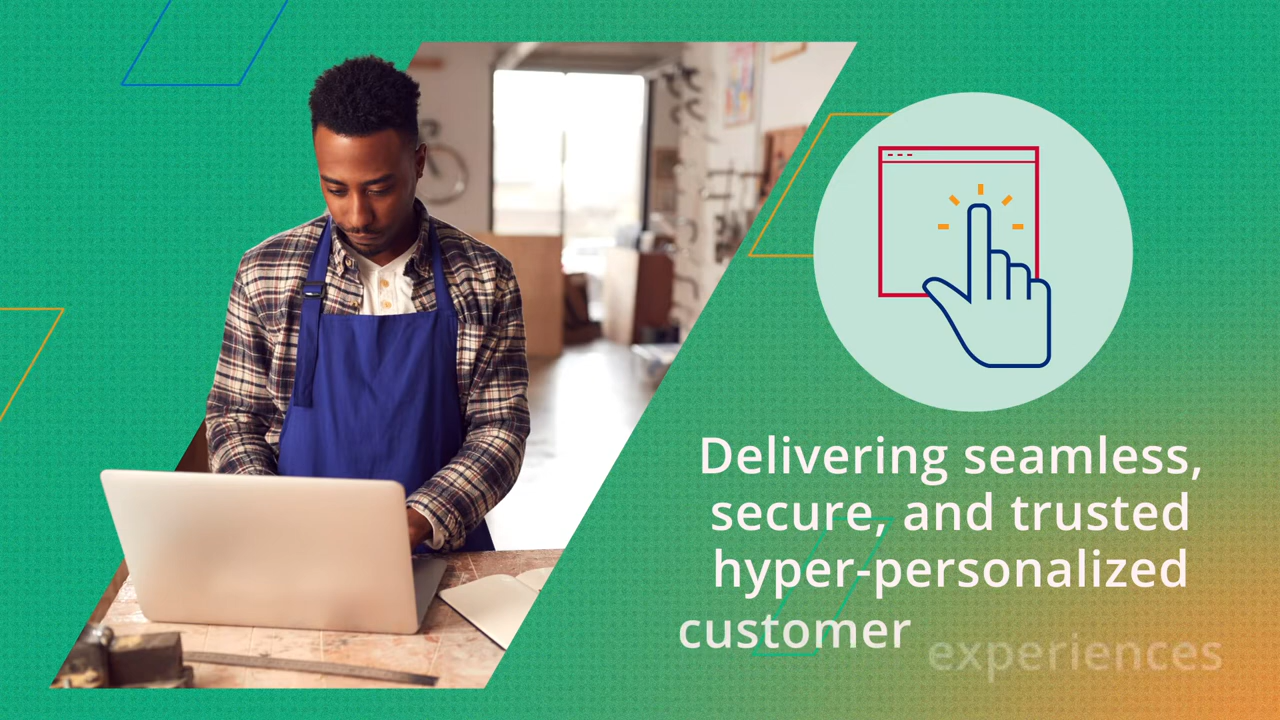 Delivering seamless,
secure, and trusted
hyper-personalized
customer experiences